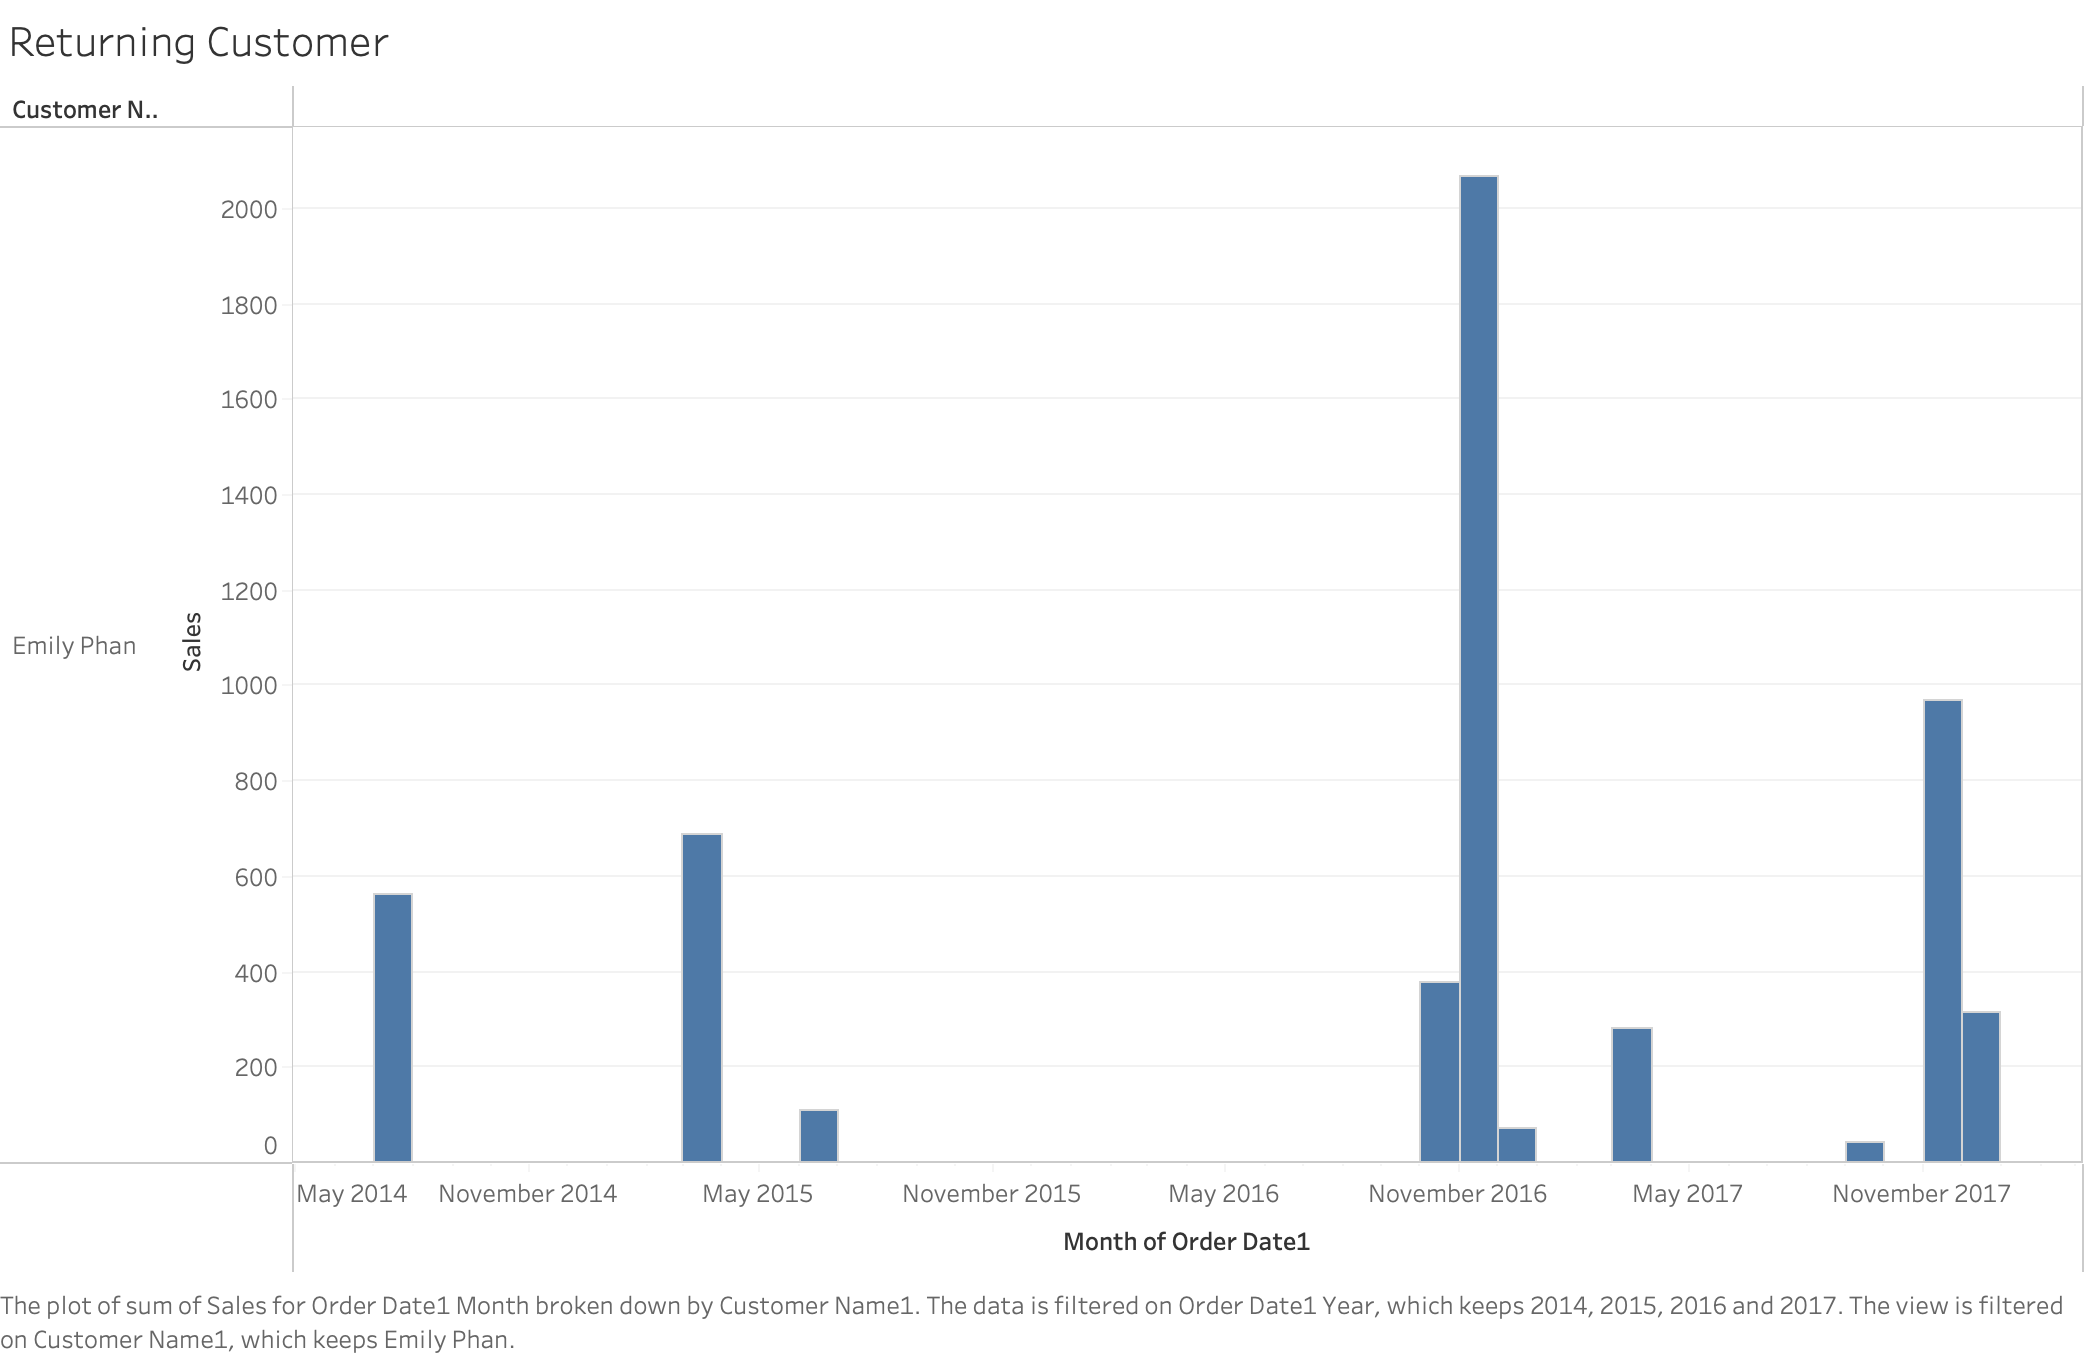 Returning Customer
Customer N..
2000
1800
1600
1400
1200
1000
800
600
400
200
0
Emily Phan
Sales
May 2014
November 2014
May 2015
November 2015
May 2016
November 2016
May 2017
November 2017
Month of Order Date1
The plot of sum of Sales for Order Date1 Month broken down by Customer Name1. The data is filtered on Order Date1 Year, which keeps 2014, 2015, 2016 and 2017. The view is filtered
on Customer Name1, which keeps Emily Phan.